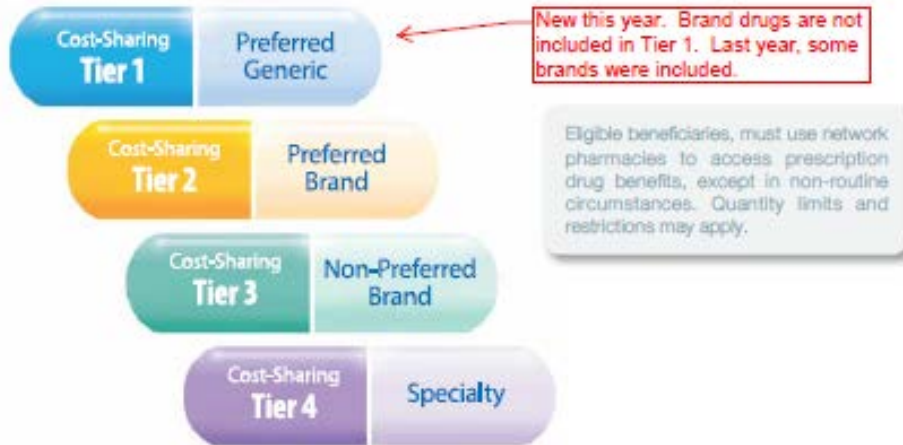 Cost-Sharing
Tier 1
Preferred
Generic
New this year. Brand drugs are not
included in Tier 1. Last year, some
brands were included.
Cost-Sharing
Tier 2
Preferred
Brand
Eligible beneficiaries, must use network
pharmacies to access prescription
drug benefits, except in non-routine
circumstances. Quantity limits and
restrictions may apply.
Cost-Sharing
Tier 3
Non-Preferred
Brand
Cost-Sharing
Tier 4
Specialty